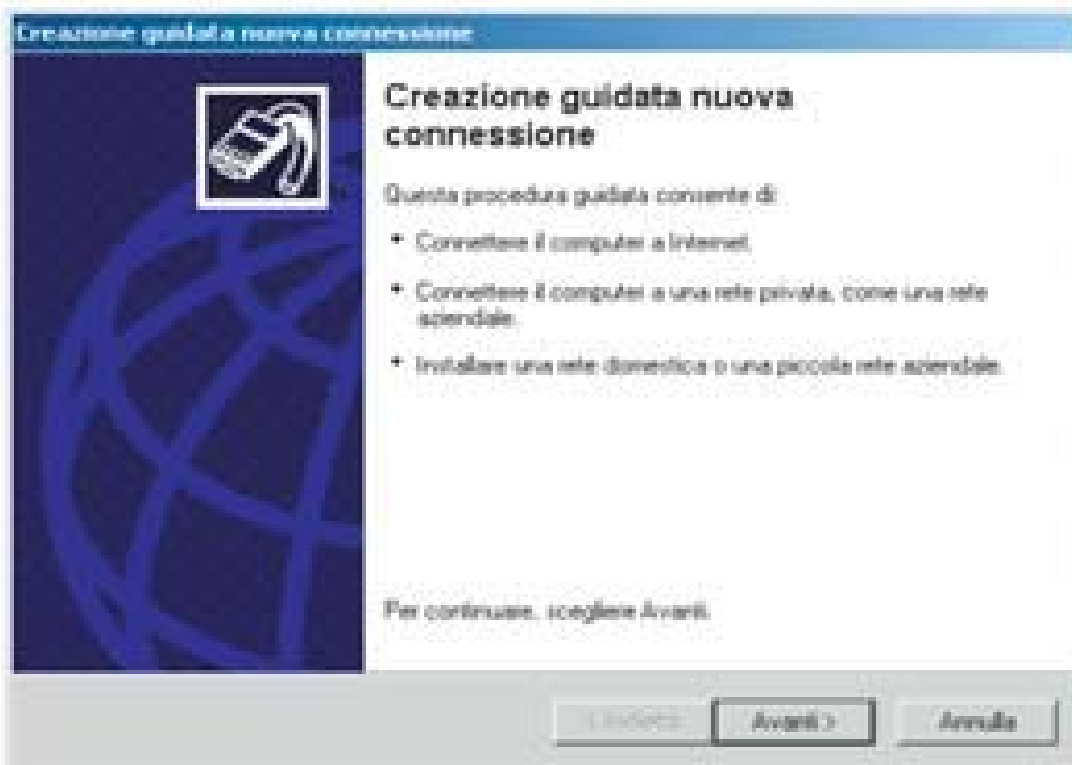 Creazione guidata nuova connessione
Creazione guidata nuova
connessione
Questa procedura guidata consente di:
• Connettere il computer a Internet.
• Connettere il computer a una rete privata, come una rete
aziendale.
• Installare una rete domestica o una piccola rete aziendale.
Per continuare, scegliere Avanti.
< Indietro
Avanti >
Annulla